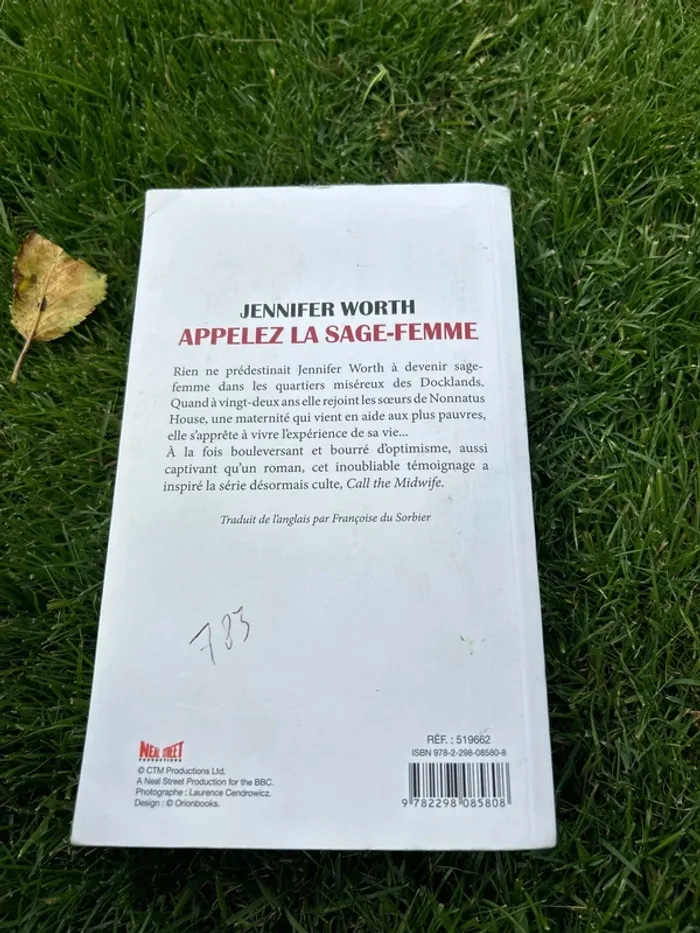 JENNIFER WORTH
APPELEZ LA SAGE-FEMME
Rien ne prédestinait Jennifer Worth à devenir sage-
femme dans les quartiers miséreux des Docklands.
Quand à vingt-deux ans elle rejoint les sœurs de Nonnatus
House, une maternité qui vient en aide aux plus pauvres,
elle s'apprête à vivre l'expérience de sa vie...
À la fois bouleversant et bourré d'optimisme, aussi
captivant qu'un roman, cet inoubliable témoignage a
inspiré la série désormais culte, Call the Midwife.
Traduit de l'anglais par Françoise du Sorbier
783
NEAL STREET
PRODUCTIONS
© CTM Productions Ltd.
A Neal Street Production for the BBC.
Photographe : Laurence Cendrowicz.
Design : © Orionbooks.
RÉF. : 519662
ISBN 978-2-298-08580-8
9 782298 085808